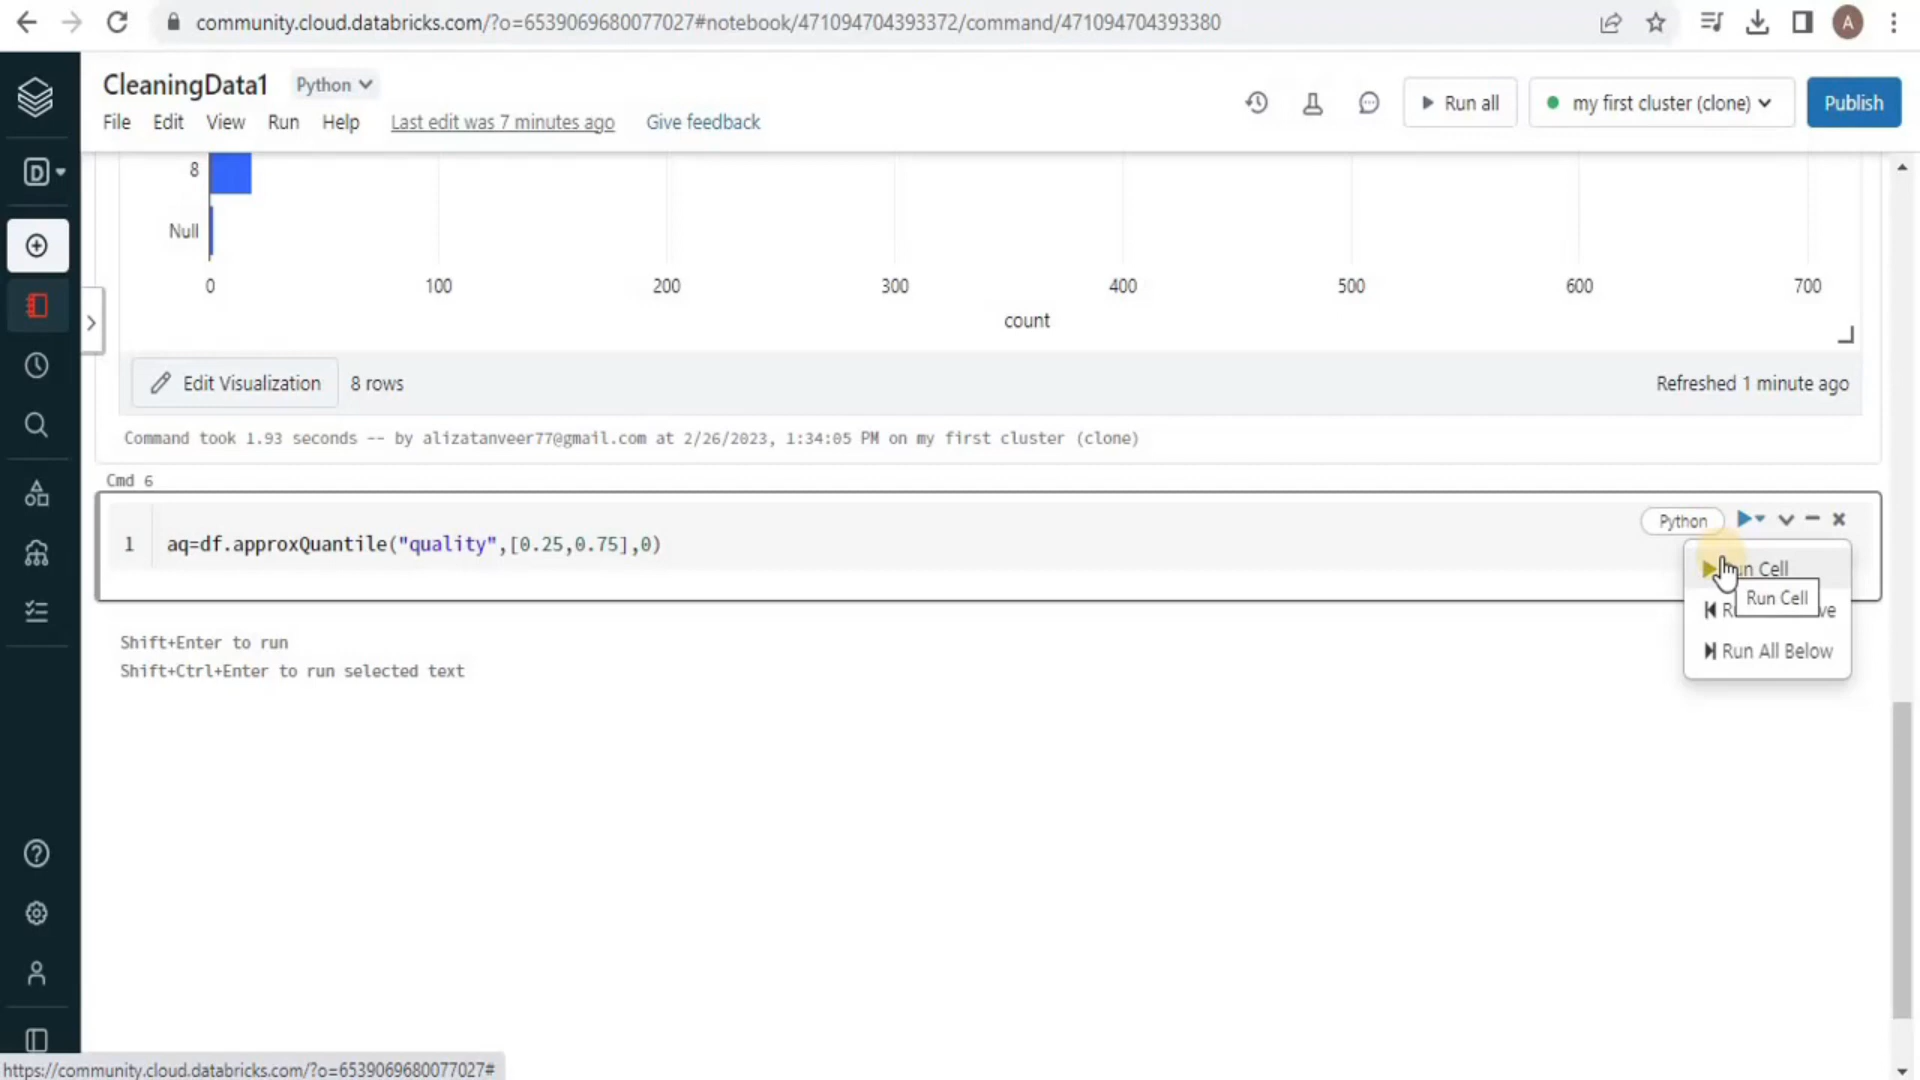 community.cloud.databricks.com/?o=6539069680077027#notebook/471094704393372/command/471094704393380
A
CleaningData1 Python
File Edit View Run Help Last edit was 7 minutes ago Give feedback
Run all my first cluster (clone) Publish
D
8
Null
0 100 200 300 400 500 600 700
count
Edit Visualization 8 rows Refreshed 1 minute ago
Command took 1.93 seconds -- by alizatanveer77@gmail.com at 2/26/2023, 1:34:05 PM on my first cluster (clone)
Cmd 6
Python
1 aq=df.approxQuantile("quality",[0.25,0.75],0)
Cell
Run Cell
Run All Below
Shift+Enter to run
Shift+Ctrl+Enter to run selected text
https://community.cloud.databricks.com/?o=6539069680077027#